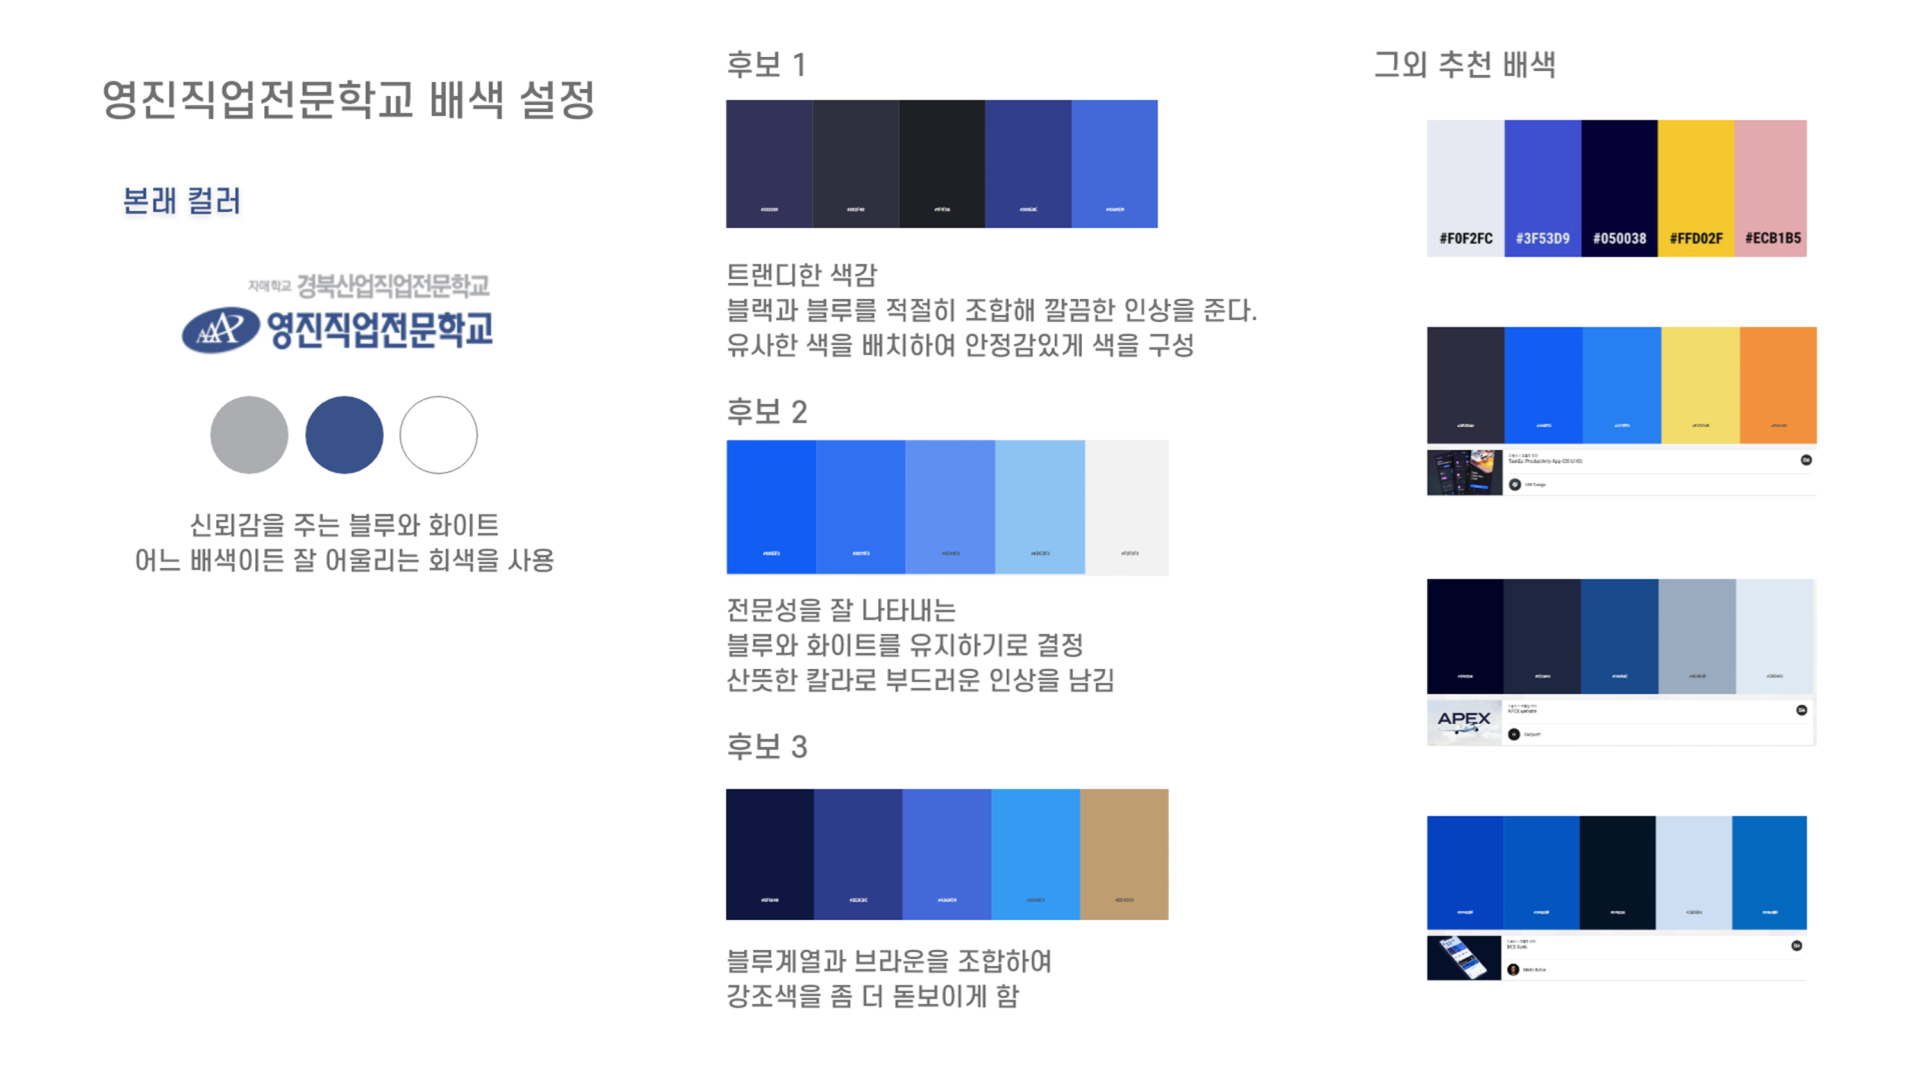 영진직업전문학교 배색 설정
본래 컬러
자매학교 경북산업직업전문학교
영진직업전문학교
신뢰감을 주는 블루와 화이트
어느 배색이든 잘 어울리는 회색을 사용
후보 1
트랜디한 색감
블랙과 블루를 적절히 조합해 깔끔한 인상을 준다.
유사한 색을 배치하여 안정감있게 색을 구성
후보 2
전문성을 잘 나타내는
블루와 화이트를 유지하기로 결정
산뜻한 칼라로 부드러운 인상을 남김
후보 3
블루계열과 브라운을 조합하여
강조색을 좀 더 돋보이게 함
그외 추천 배색
#F0F2FC #3F53D9 #050038 #FFD02F #ECB1B5
APEX